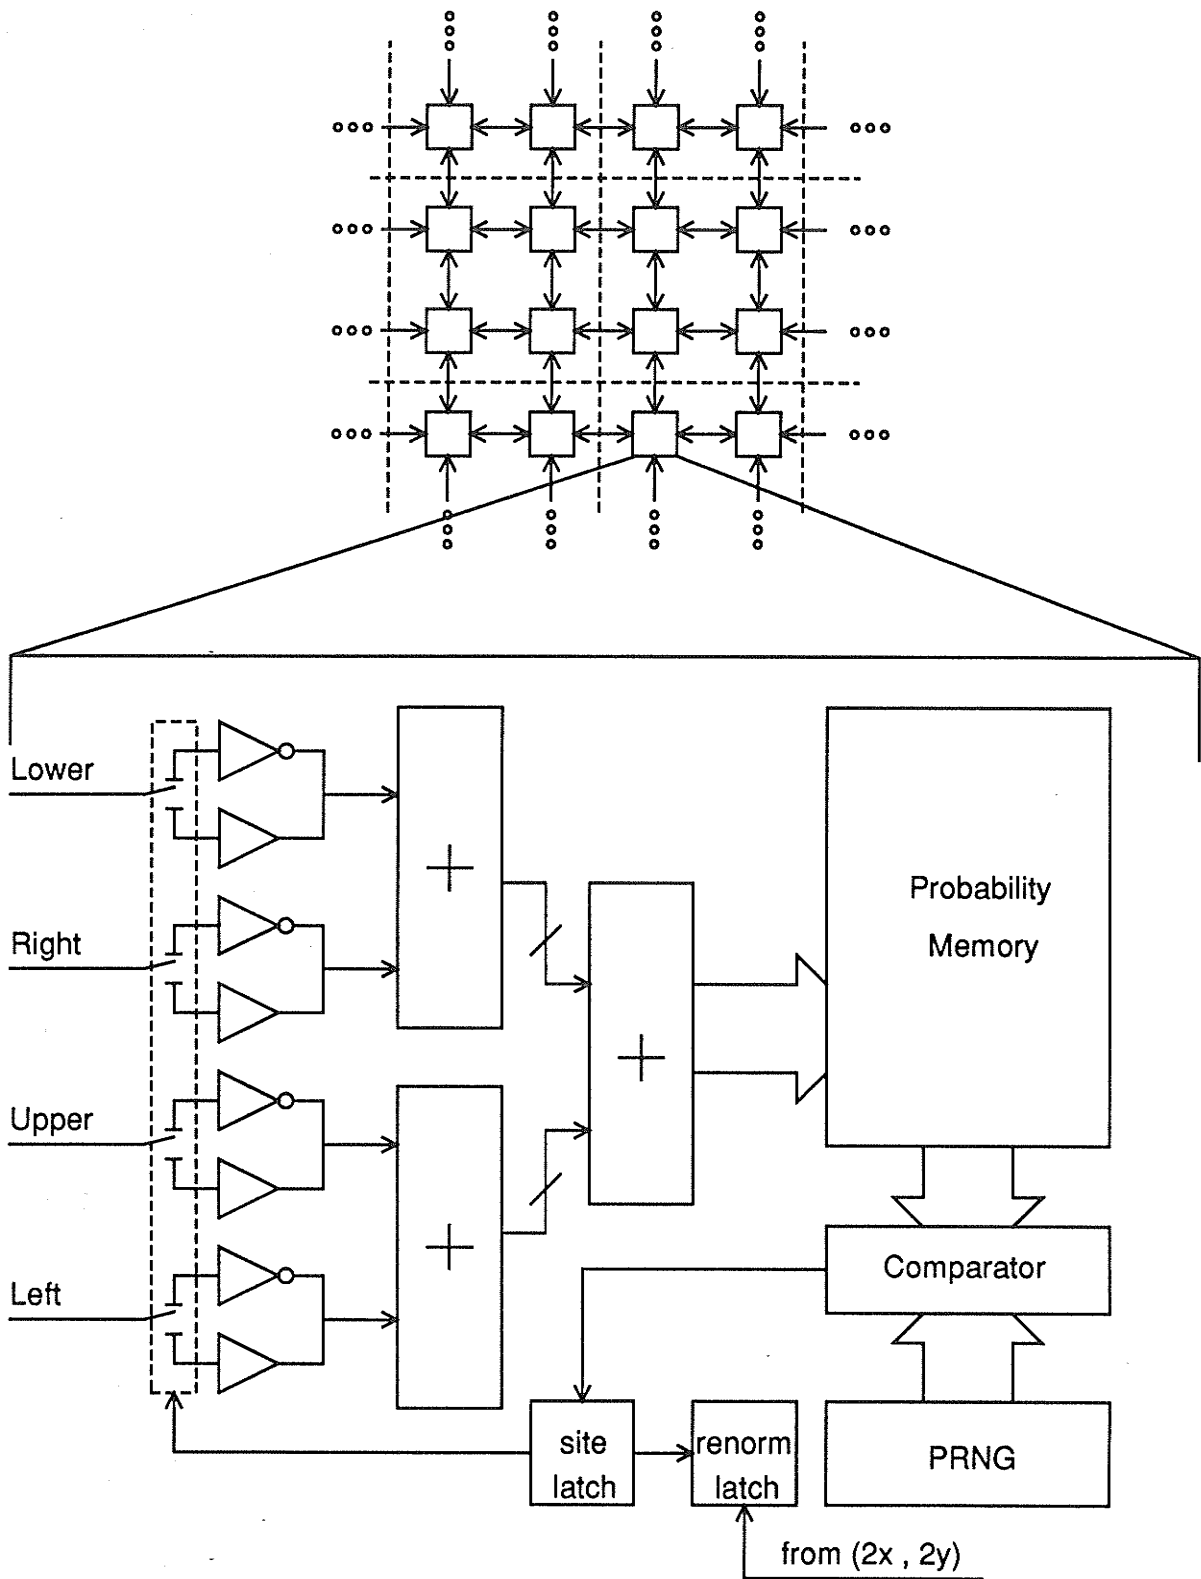 Lower
Right
Upper
Left
+
+
+
Probability
Memory
Comparator
PRNG
site
latch
renorm
latch
from (2x , 2y)